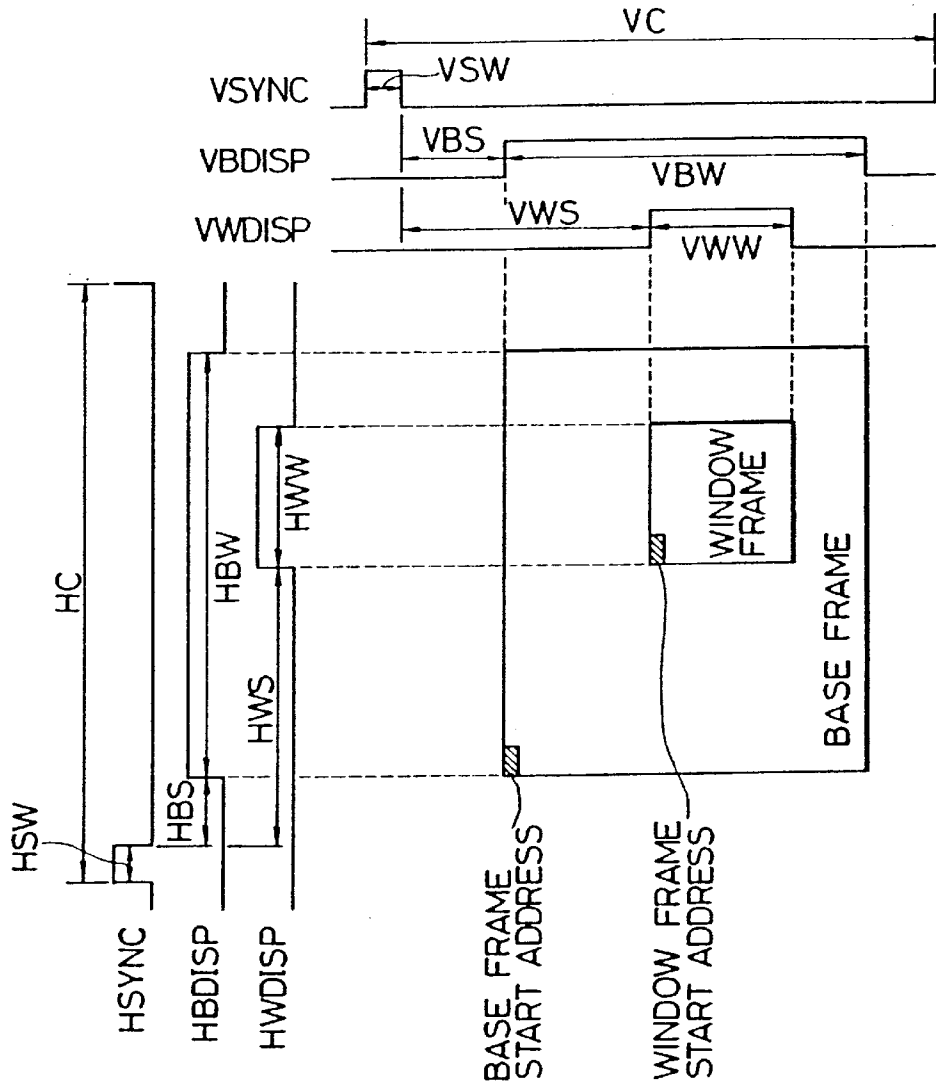 VC
VSYNC
VSW
VBDISP
VBS
VBW
VWDISP
VWS
VWW
HC
HSW
HSYNC
HBS
HBW
HBDISP
HWS
HWW
HWDISP
WINDOW
FRAME
BASE FRAME
BASE FRAME
START ADDRESS
WINDOW FRAME
START ADDRESS